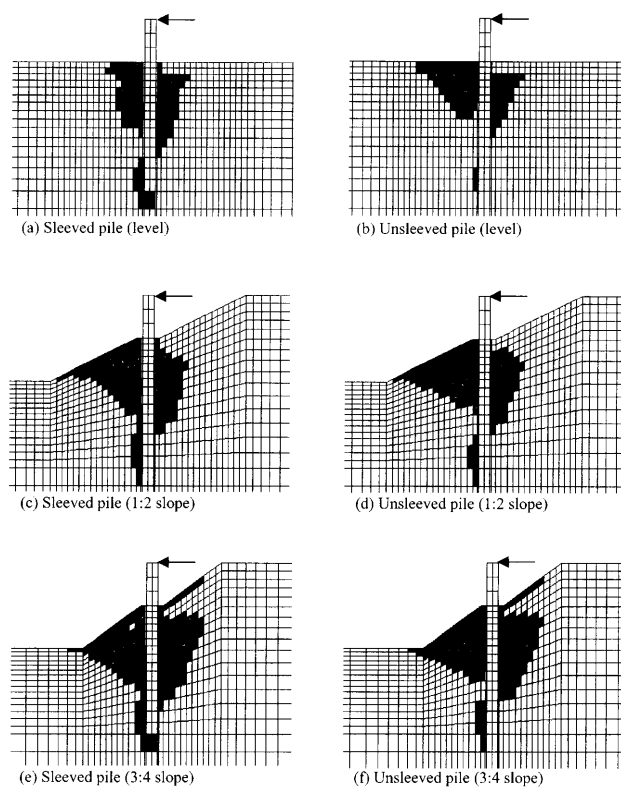 (a) Sleeved pile (level)
(b) Unsleeved pile (level)
(c) Sleeved pile (1:2 slope)
(d) Unsleeved pile (1:2 slope)
(e) Sleeved pile (3:4 slope)
(f) Unsleeved pile (3:4 slope)